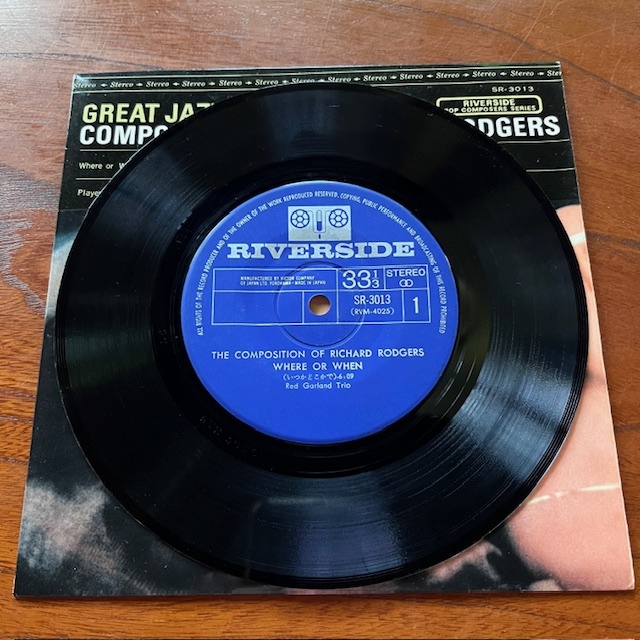 Stereo Stereo Stereo Stereo Stereo Stereo Stereo Stereo Stereo Stereo Stereo Stereo
SR-3013
GREAT JAZ
RIVERSIDE
TOP COMPOSERS SERIES
COMPO
RODGERS
Where or W
Playe
ALL RIGHTS OF THE RECORD PRODUCER AND OF THE OWNER OF THE WORK REPRODUCED RESERVED. COPYING, PUBLIC PERFORMANCE AND BROADCASTING OF THIS RECORD PROHIBITED
RIVERSIDE
MANUFACTURED BY VICTOR COMPANY
OF JAPAN LTD. YOKOHAMA · MADE IN JAPAN
33 1/3
STEREO
SR-3013
(RVM-4025)
1
THE COMPOSITION OF RICHARD RODGERS
WHERE OR WHEN
(いつかどこかで)-6:09
Red Garland Trio